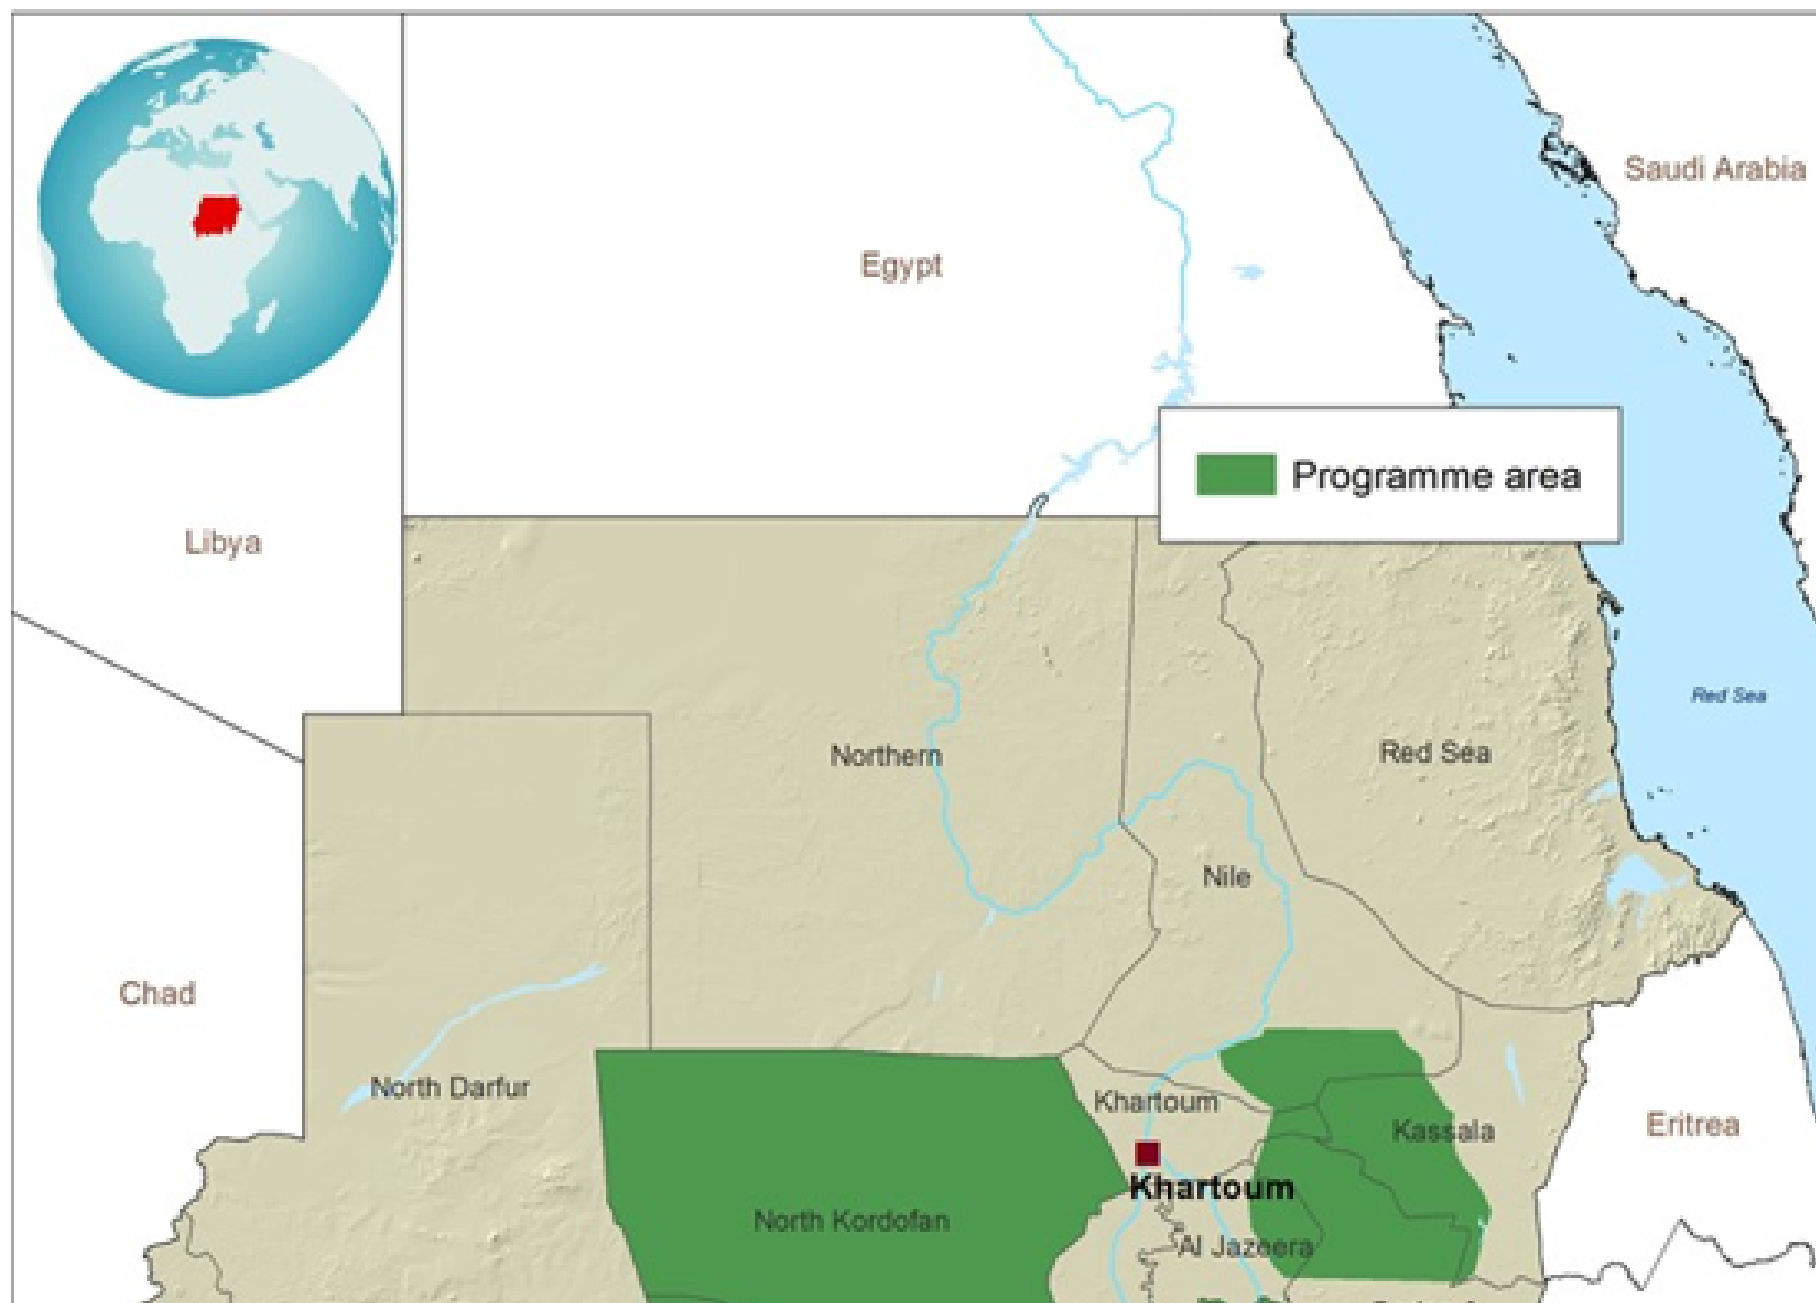 Saudi Arabia
Egypt
Programme area
Libya
Red Sea
Northern
Red Sea
Nile
Chad
North Darfur
Khartoum
Kassala
Eritrea
Khartoum
North Kordofan
Al Jazeera